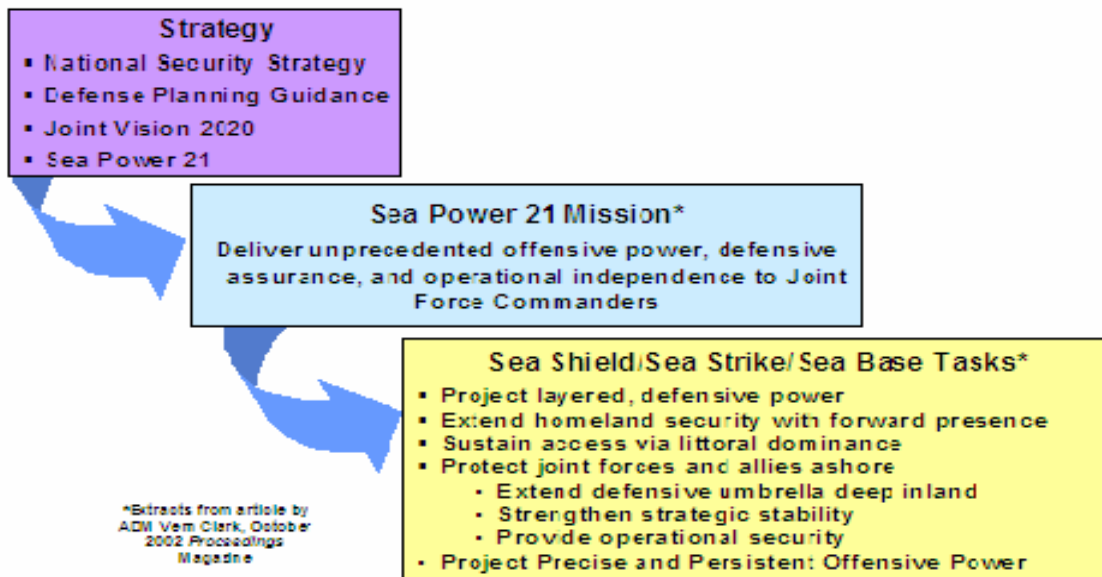 Strategy
▪ National Security Strategy
▪ Defense Planning Guidance
▪ Joint Vision 2020
▪ Sea Power 21
Sea Power 21 Mission*
Deliver unprecedented offensive power, defensive
assurance, and operational independence to Joint
Force Commanders
Sea Shield/Sea Strike/Sea Base Tasks*
▪ Project layered, defensive power
▪ Extend homeland security with forward presence
▪ Sustain access via littoral dominance
▪ Protect joint forces and allies ashore
▪ Extend defensive umbrella deep inland
▪ Strengthen strategic stability
▪ Provide operational security
▪ Project Precise and Persistent Offensive Power
*Extracts from article by
ADM Vern Clark, October
2002 Proceedings
Magazine